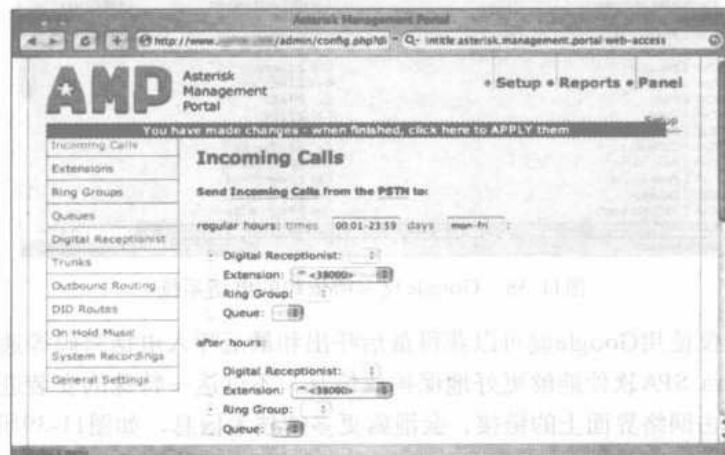 Asterisk Management Portal
http://www. /admin/config.php?di
Q- intitle.asterisk.management.portal web-access
AMP
Asterisk
Management
Portal
Setup Reports Panel
Setup
You have made changes - when finished, click here to APPLY them
Incoming Calls
Extensions
Ring Groups
Queues
Digital Receptionist
Trunks
Outbound Routing
DID Routes
On Hold Music
System Recordings
General Settings
Incoming Calls
Send Incoming Calls from the PSTN to:
regular hours: times 00:01-23:59 days mon-fri
Digital Receptionist:
Extension: <38000>
Ring Group:
Queue:
after hours:
Digital Receptionist:
Extension: <38000>
Ring Group:
Queue: